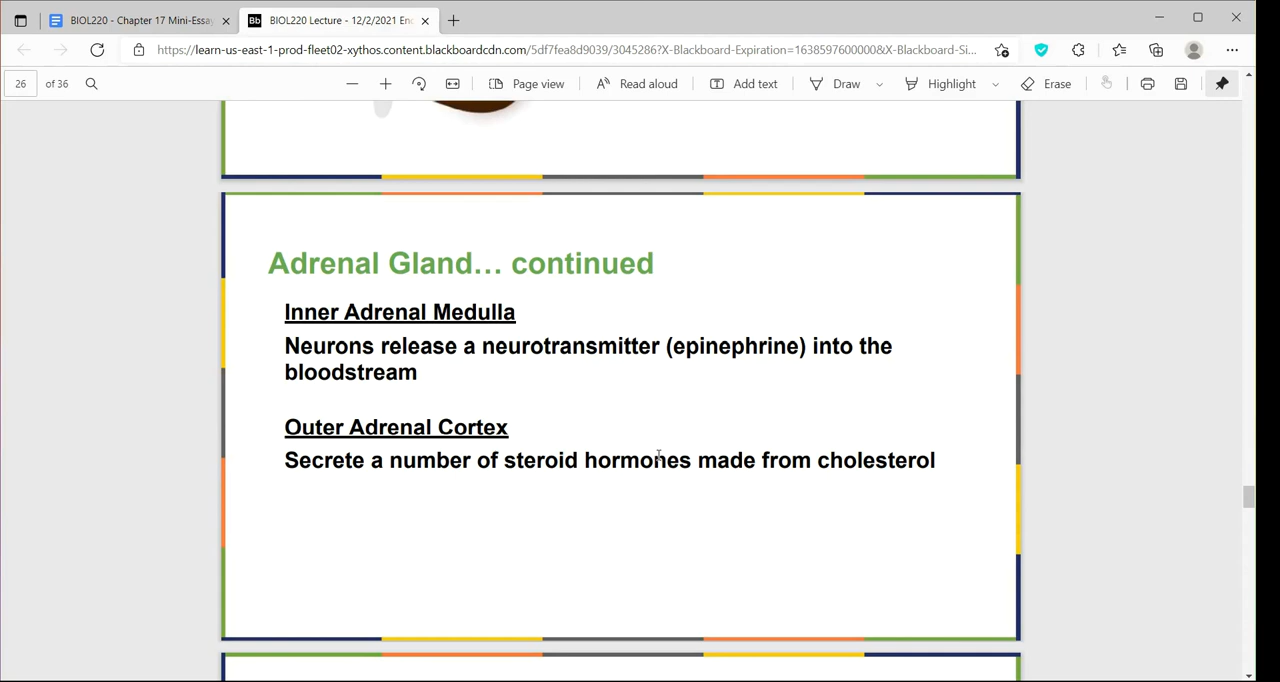 BIOL220 - Chapter 17 Mini-Essa
Bb BIOL220 Lecture - 12/2/2021 En
https://learn-us-east-1-prod-fleet02-xythos.content.blackboardcdn.com/5df7fea8d9039/3045286?X-Blackboard-Expiration=1638597600000&X-Blackboard-Si...
26 of 36 Page view Read aloud Add text Draw Highlight Erase
Adrenal Gland... continued
Inner Adrenal Medulla
Neurons release a neurotransmitter (epinephrine) into the
bloodstream
Outer Adrenal Cortex
Secrete a number of steroid hormones made from cholesterol